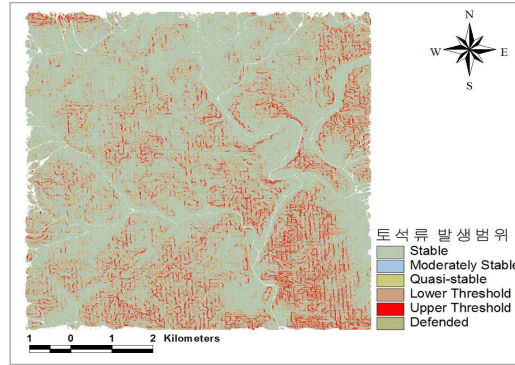 N
W E
S
토석류 발생범위
Stable
Moderately Stable
Quasi-stable
Lower Threshold
Upper Threshold
Defended
1 0 1 2 Kilometers